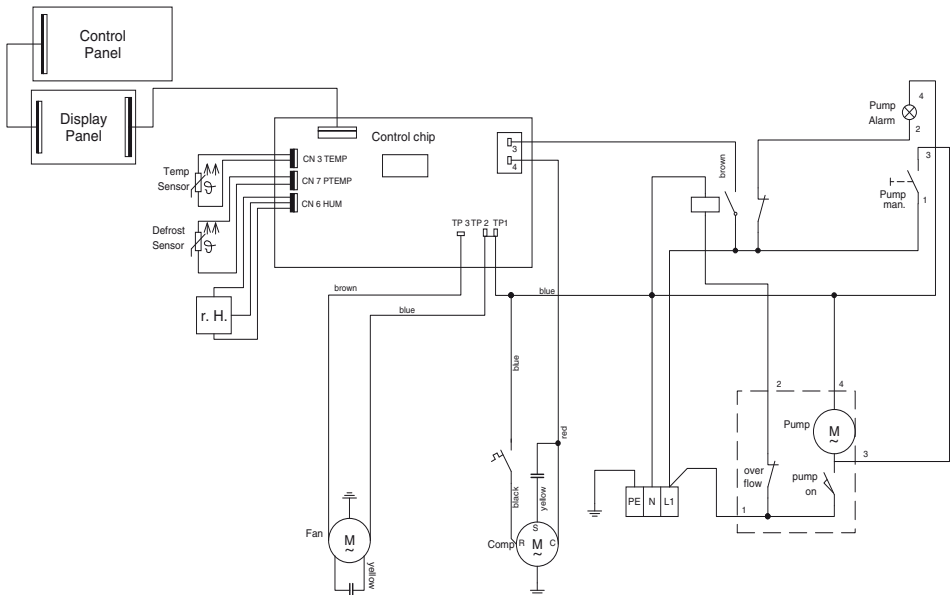 Control
Panel
Display
Panel
Control chip
3
4
CN 3 TEMP
CN 7 PTEMP
CN 6 HUM
Temp
Sensor
ϑ
Defrost
Sensor
ϑ
r. H.
TP 3 TP 2 TP1
brown
blue
blue
blue
black
yellow
red
Fan
M
~
yellow
Comp
S
R
M
C
~
PE N L1
brown
Pump
Alarm
4
2
3
Pump
man.
1
2
4
Pump
M
~
3
over
flow
pump
on
1